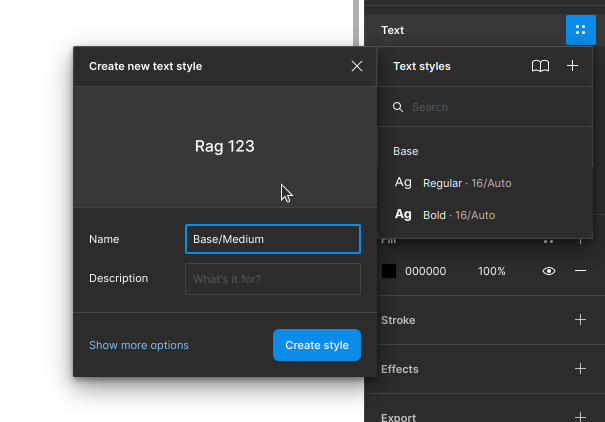 Text
Create new text style
Text styles
Search
Rag 123
Base
Ag Regular · 16/Auto
Ag Bold · 16/Auto
Name
Base/Medium
Description
What's it for?
Show more options
Create style
Fill
000000 100%
Stroke
Effects
Export